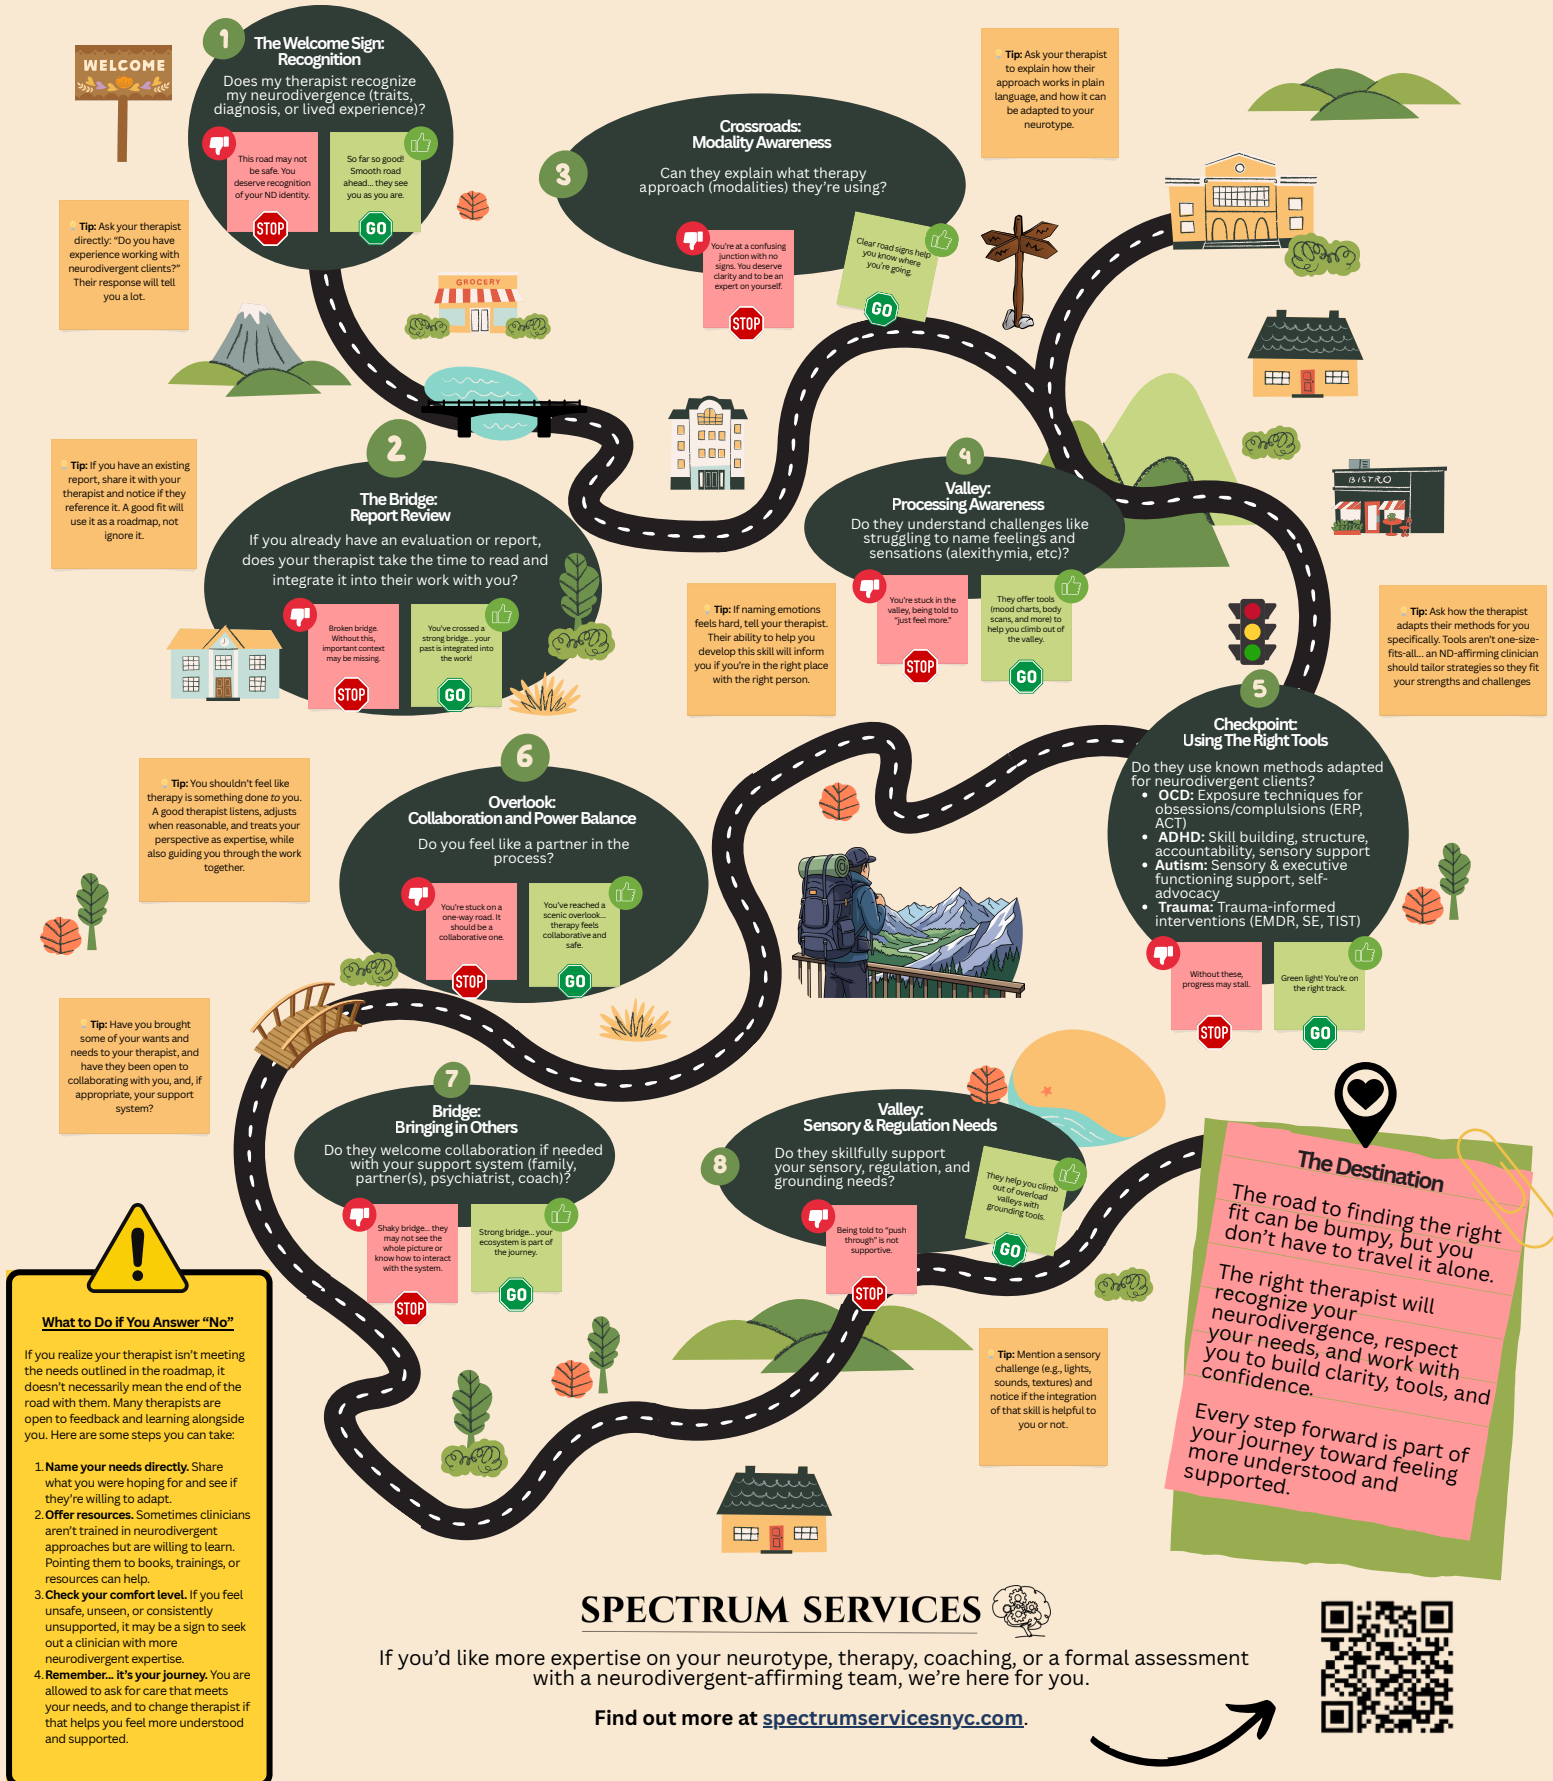 WELCOME
1
The Welcome Sign:
Recognition
Does my therapist recognize
my neurodivergence (traits,
diagnosis, or lived experience)?
This road may not
be safe. You
deserve recognition
of your ND identity.
STOP
So far so good!
Smooth road
ahead... they see
you as you are.
GO
Tip: Ask your therapist
directly: “Do you have
experience working with
neurodivergent clients?”
Their response will tell
you a lot.
GROCERY
3
Crossroads:
Modality Awareness
Can they explain what therapy
approach (modalities) they’re using?
You’re at a confusing
junction with no
signs. You deserve
clarity and to be an
expert on yourself.
STOP
Clear road signs help
you know where
you’re going.
GO
Tip: Ask your therapist
to explain how their
approach works in plain
language, and how it can
be adapted to your
neurotype.
2
The Bridge:
Report Review
If you already have an evaluation or report,
does your therapist take the time to read and
integrate it into their work with you?
Broken bridge.
Without this,
important context
may be missing.
STOP
You’ve crossed a
strong bridge... your
past is integrated into
the work!
GO
Tip: If you have an existing
report, share it with your
therapist and notice if they
reference it. A good fit will
use it as a roadmap, not
ignore it.
4
Valley:
Processing Awareness
Do they understand challenges like
struggling to name feelings and
sensations (alexithymia, etc)?
You’re stuck in the
valley, being told to
“just feel more.”
STOP
They offer tools
(mood charts, body
scans, and more) to
help you climb out of
the valley.
GO
Tip: If naming emotions
feels hard, tell your therapist.
Their ability to help you
develop this skill will inform
you if you’re in the right place
with the right person.
BISTRO
Tip: Ask how the therapist
adapts their methods for you
specifically. Tools aren’t one-size-
fits-all... an ND-affirming clinician
should tailor strategies so they fit
your strengths and challenges
5
Checkpoint:
Using The Right Tools
Do they use known methods adapted
for neurodivergent clients?
• OCD: Exposure techniques for
obsessions/complulsions (ERP,
ACT)
• ADHD: Skill building, structure,
accountability, sensory support
• Autism: Sensory & executive
functioning support, self-
advocacy
• Trauma: Trauma-informed
interventions (EMDR, SE, TIST)
Without these,
progress may stall.
STOP
Green light! You’re on
the right track.
GO
6
Overlook:
Collaboration and Power Balance
Do you feel like a partner in the
process?
You’re stuck on a
one-way road. It
should be a
collaborative one.
STOP
You’ve reached a
scenic overlook...
therapy feels
collaborative and
safe.
GO
Tip: You shouldn’t feel like
therapy is something done to you.
A good therapist listens, adjusts
when reasonable, and treats your
perspective as expertise, while
also guiding you through the work
together.
Tip: Have you brought
some of your wants and
needs to your therapist, and
have they been open to
collaborating with you, and, if
appropriate, your support
system?
7
Bridge:
Bringing in Others
Do they welcome collaboration if needed
with your support system (family,
partner(s), psychiatrist, coach)?
Shaky bridge... they
may not see the
whole picture or
know how to interact
with the system.
STOP
Strong bridge... your
ecosystem is part of
the journey.
GO
8
Valley:
Sensory & Regulation Needs
Do they skillfully support
your sensory, regulation, and
grounding needs?
Being told to “push
through” is not
supportive.
STOP
They help you climb
out of overload
valleys with
grounding tools.
GO
Tip: Mention a sensory
challenge (e.g., lights,
sounds, textures) and
notice if the integration
of that skill is helpful to
you or not.
The Destination
The road to finding the right
fit can be bumpy, but you
don’t have to travel it alone.
The right therapist will
recognize your
neurodivergence, respect
your needs, and work with
you to build clarity, tools, and
confidence.
Every step forward is part of
your journey toward feeling
more understood and
supported.
What to Do if You Answer “No”
If you realize your therapist isn’t meeting
the needs outlined in the roadmap, it
doesn’t necessarily mean the end of the
road with them. Many therapists are
open to feedback and learning alongside
you. Here are some steps you can take:
1. Name your needs directly. Share
what you were hoping for and see if
they’re willing to adapt.
2. Offer resources. Sometimes clinicians
aren’t trained in neurodivergent
approaches but are willing to learn.
Pointing them to books, trainings, or
resources can help.
3. Check your comfort level. If you feel
unsafe, unseen, or consistently
unsupported, it may be a sign to seek
out a clinician with more
neurodivergent expertise.
4. Remember... it’s your journey. You are
allowed to ask for care that meets
your needs, and to change therapist if
that helps you feel more understood
and supported.
SPECTRUM SERVICES
If you’d like more expertise on your neurotype, therapy, coaching, or a formal assessment
with a neurodivergent-affirming team, we’re here for you.
Find out more at spectrumservicesnyc.com.